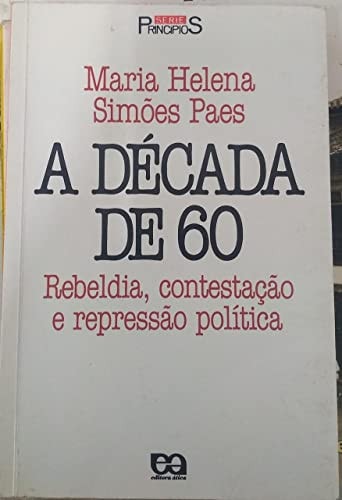 SÉRIE
PRINCÍPIOS
Maria Helena
Simões Paes
A DÉCADA
DE 60
Rebeldia, contestação
e repressão política
editora ática